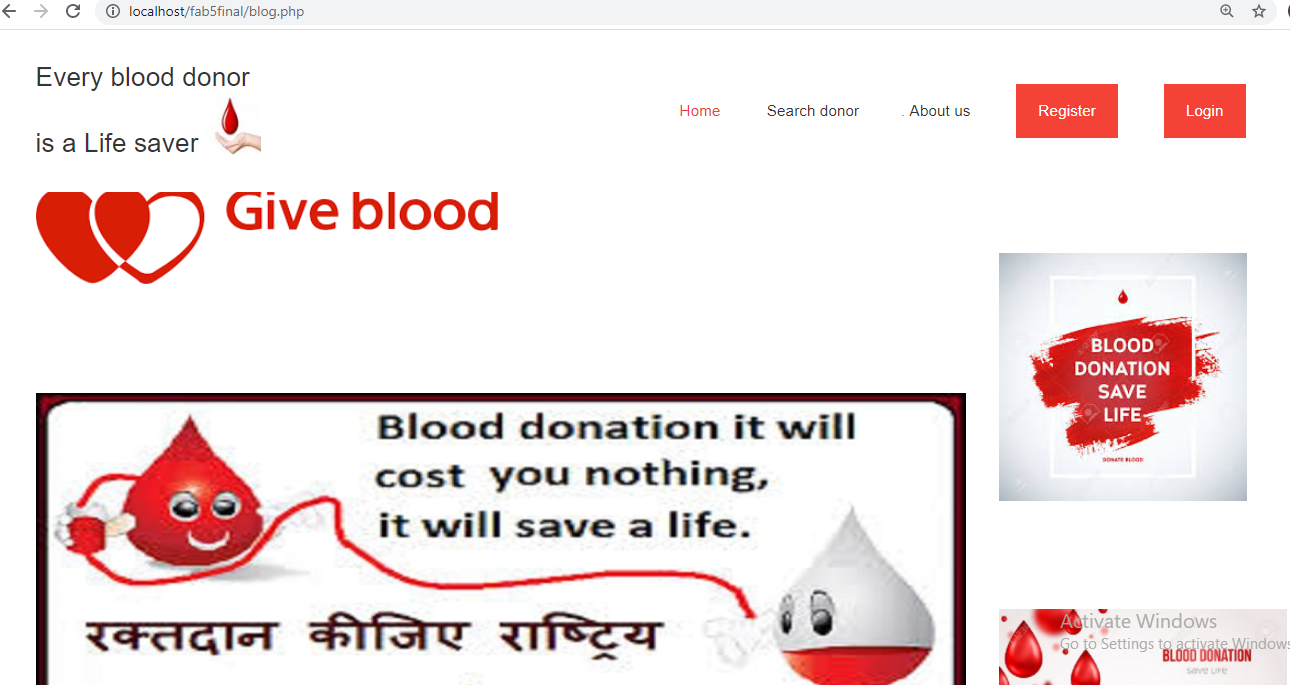 localhost/fab5final/blog.php
Every blood donor
is a Life saver
Home
Search donor
. About us
Register
Login
Give blood
BLOOD
DONATION
SAVE
LIFE
DONATE BLOOD
Blood donation it will
cost you nothing,
it will save a life.
रक्तदान कीजिए राष्ट्रिय
Activate Windows
Go to Settings to activate Windows
BLOOD DONATION
save life